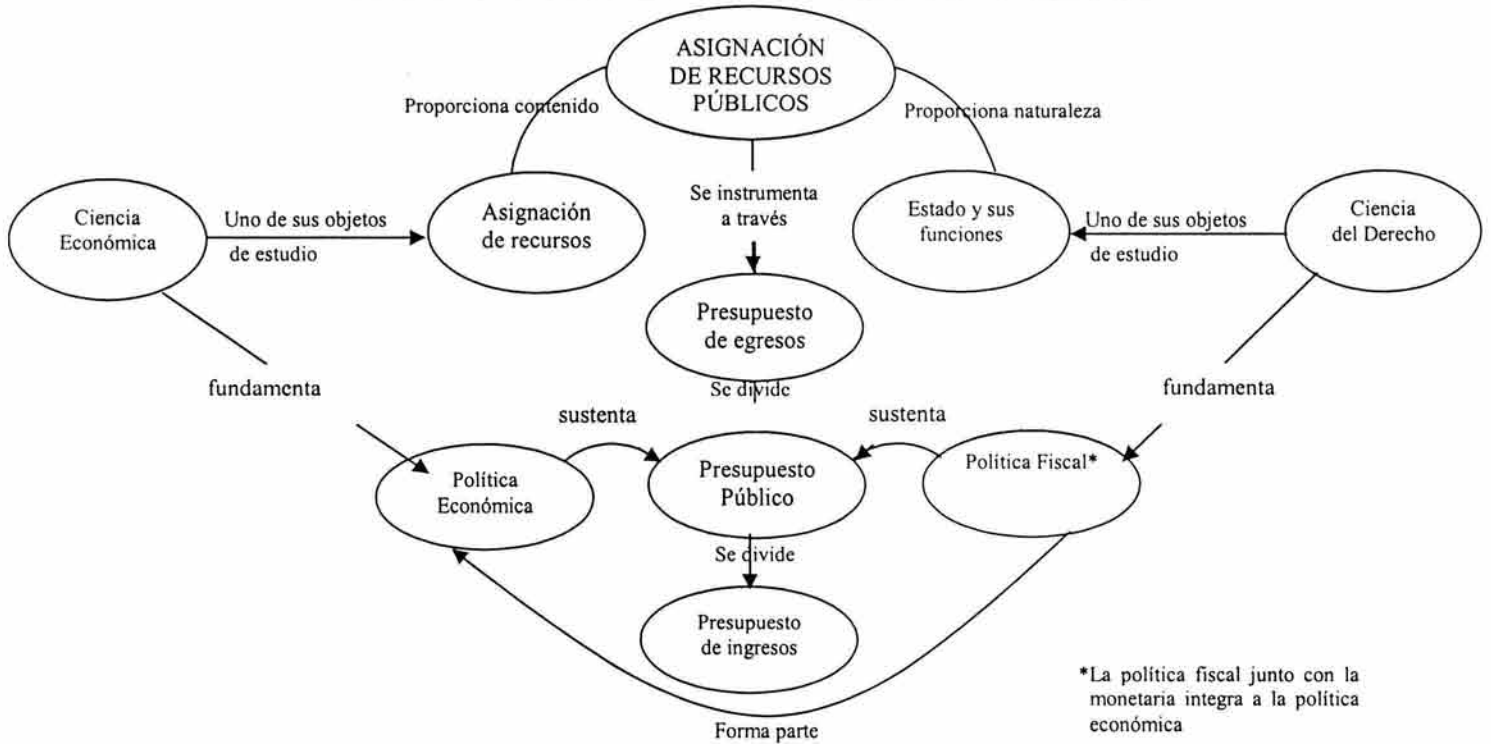 ASIGNACIÓN
DE RECURSOS
PÚBLICOS
Proporciona contenido
Proporciona naturaleza
Ciencia
Económica
Uno de sus objetos
de estudio
Asignación
de recursos
Se instrumenta
a través
Estado y sus
funciones
Uno de sus objetos
de estudio
Ciencia
del Derecho
Presupuesto
de egresos
fundamenta
Se divide
fundamenta
sustenta
sustenta
Política
Económica
Presupuesto
Público
Política Fiscal*
Se divide
Presupuesto
de ingresos
*La política fiscal junto con la
monetaria integra a la política
económica
Forma parte